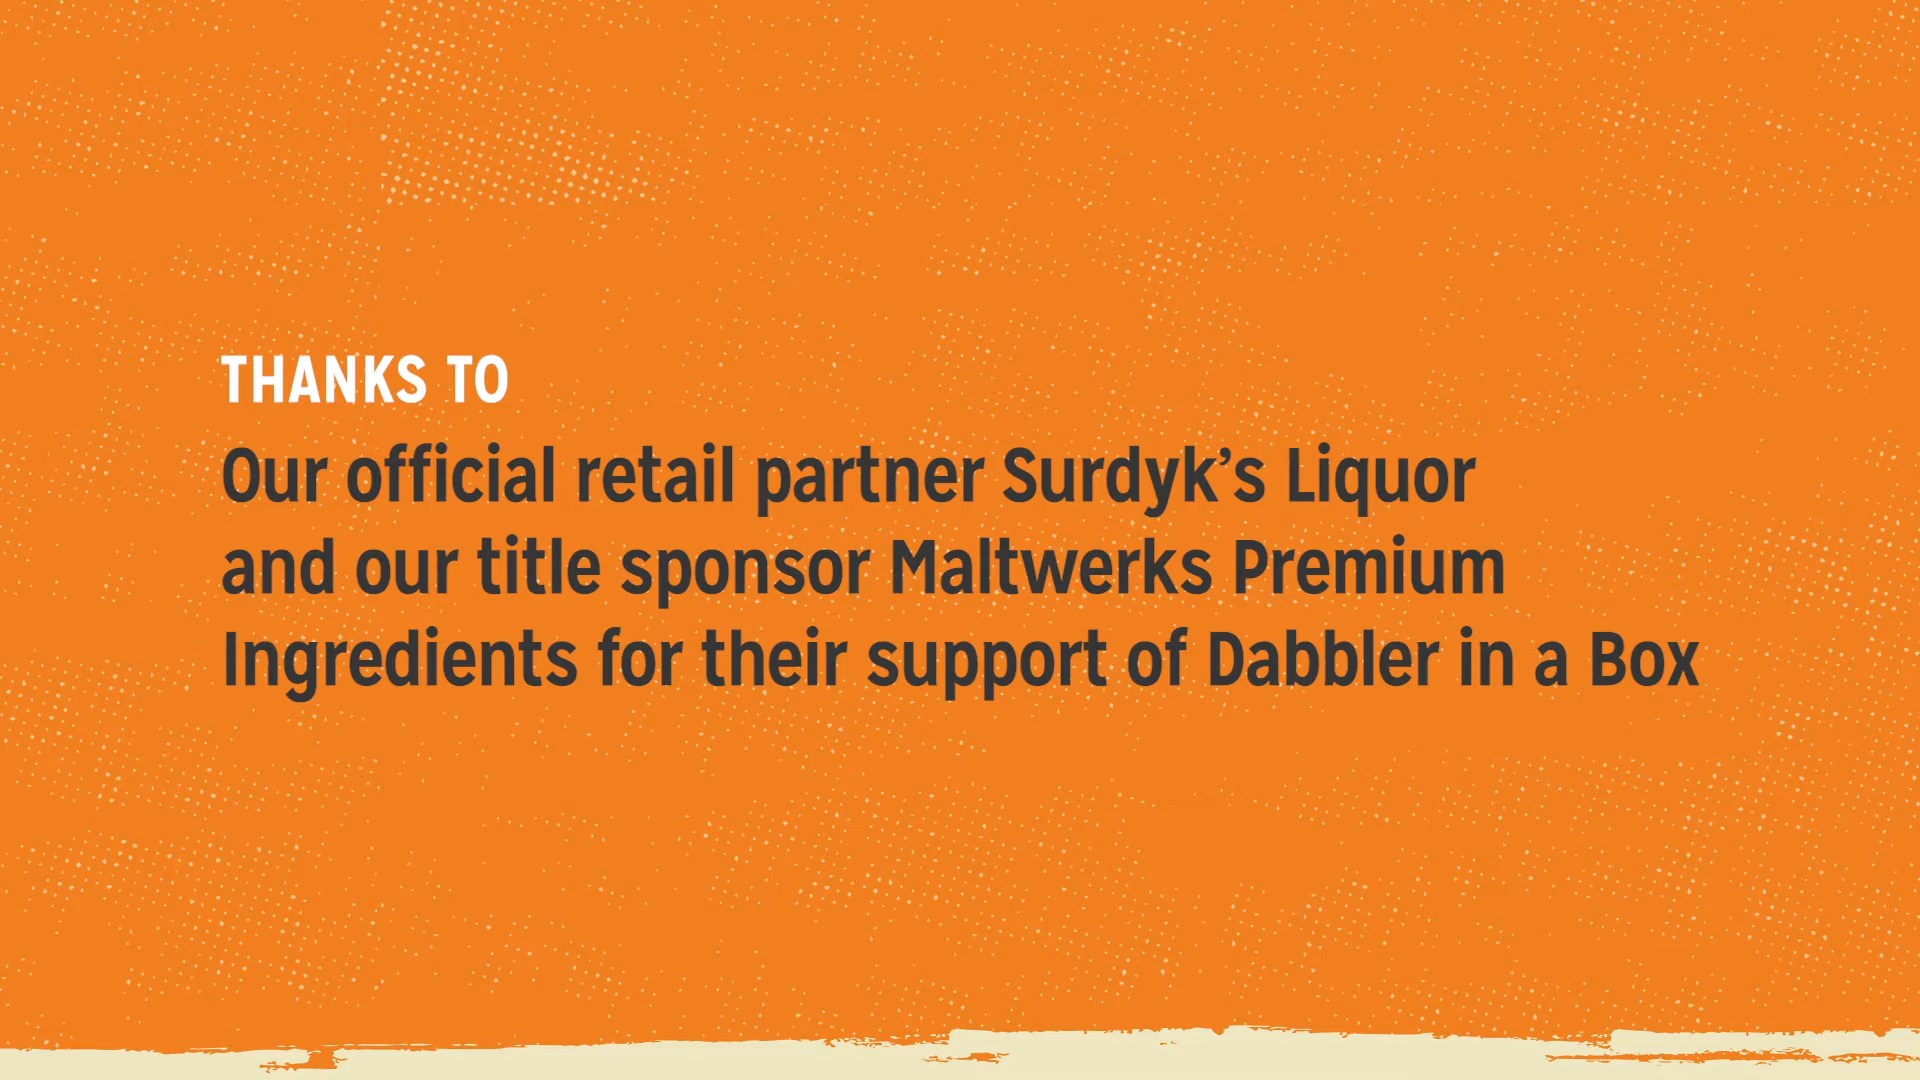 THANKS TO
Our official retail partner Surdyk’s Liquor
and our title sponsor Maltwerks Premium
Ingredients for their support of Dabbler in a Box